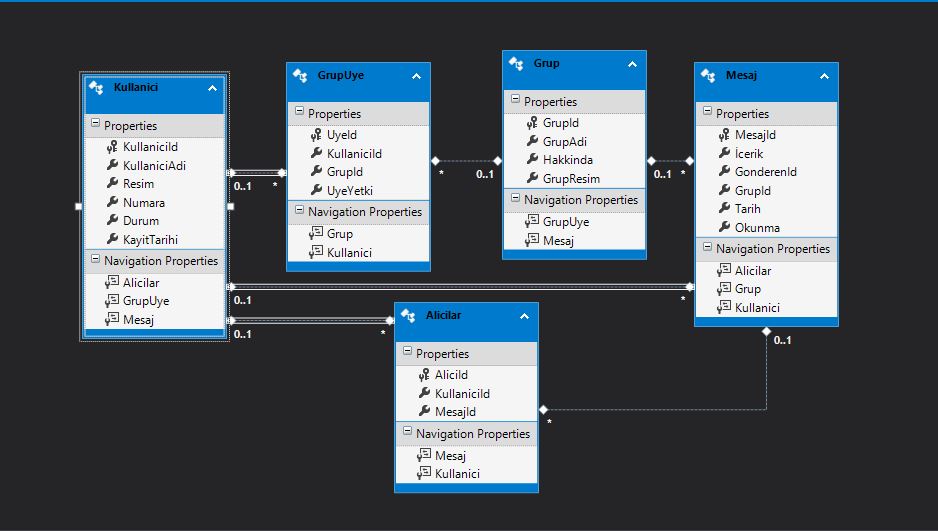 Kullanici
Properties
KullaniciId
KullaniciAdi
Resim
Numara
Durum
KayitTarihi
Navigation Properties
Alicilar
GrupUye
Mesaj
GrupUye
Properties
UyeId
KullaniciId
GrupId
UyeYetki
Navigation Properties
Grup
Kullanici
Grup
Properties
GrupId
GrupAdi
Hakkinda
GrupResim
Navigation Properties
GrupUye
Mesaj
Mesaj
Properties
MesajId
İcerik
GonderenId
GrupId
Tarih
Okunma
Navigation Properties
Alicilar
Grup
Kullanici
Alicilar
Properties
AliciId
KullaniciId
MesajId
Navigation Properties
Mesaj
Kullanici
0..1 *
* 0..1
0..1 *
0..1 *
0..1 *
0..1
*